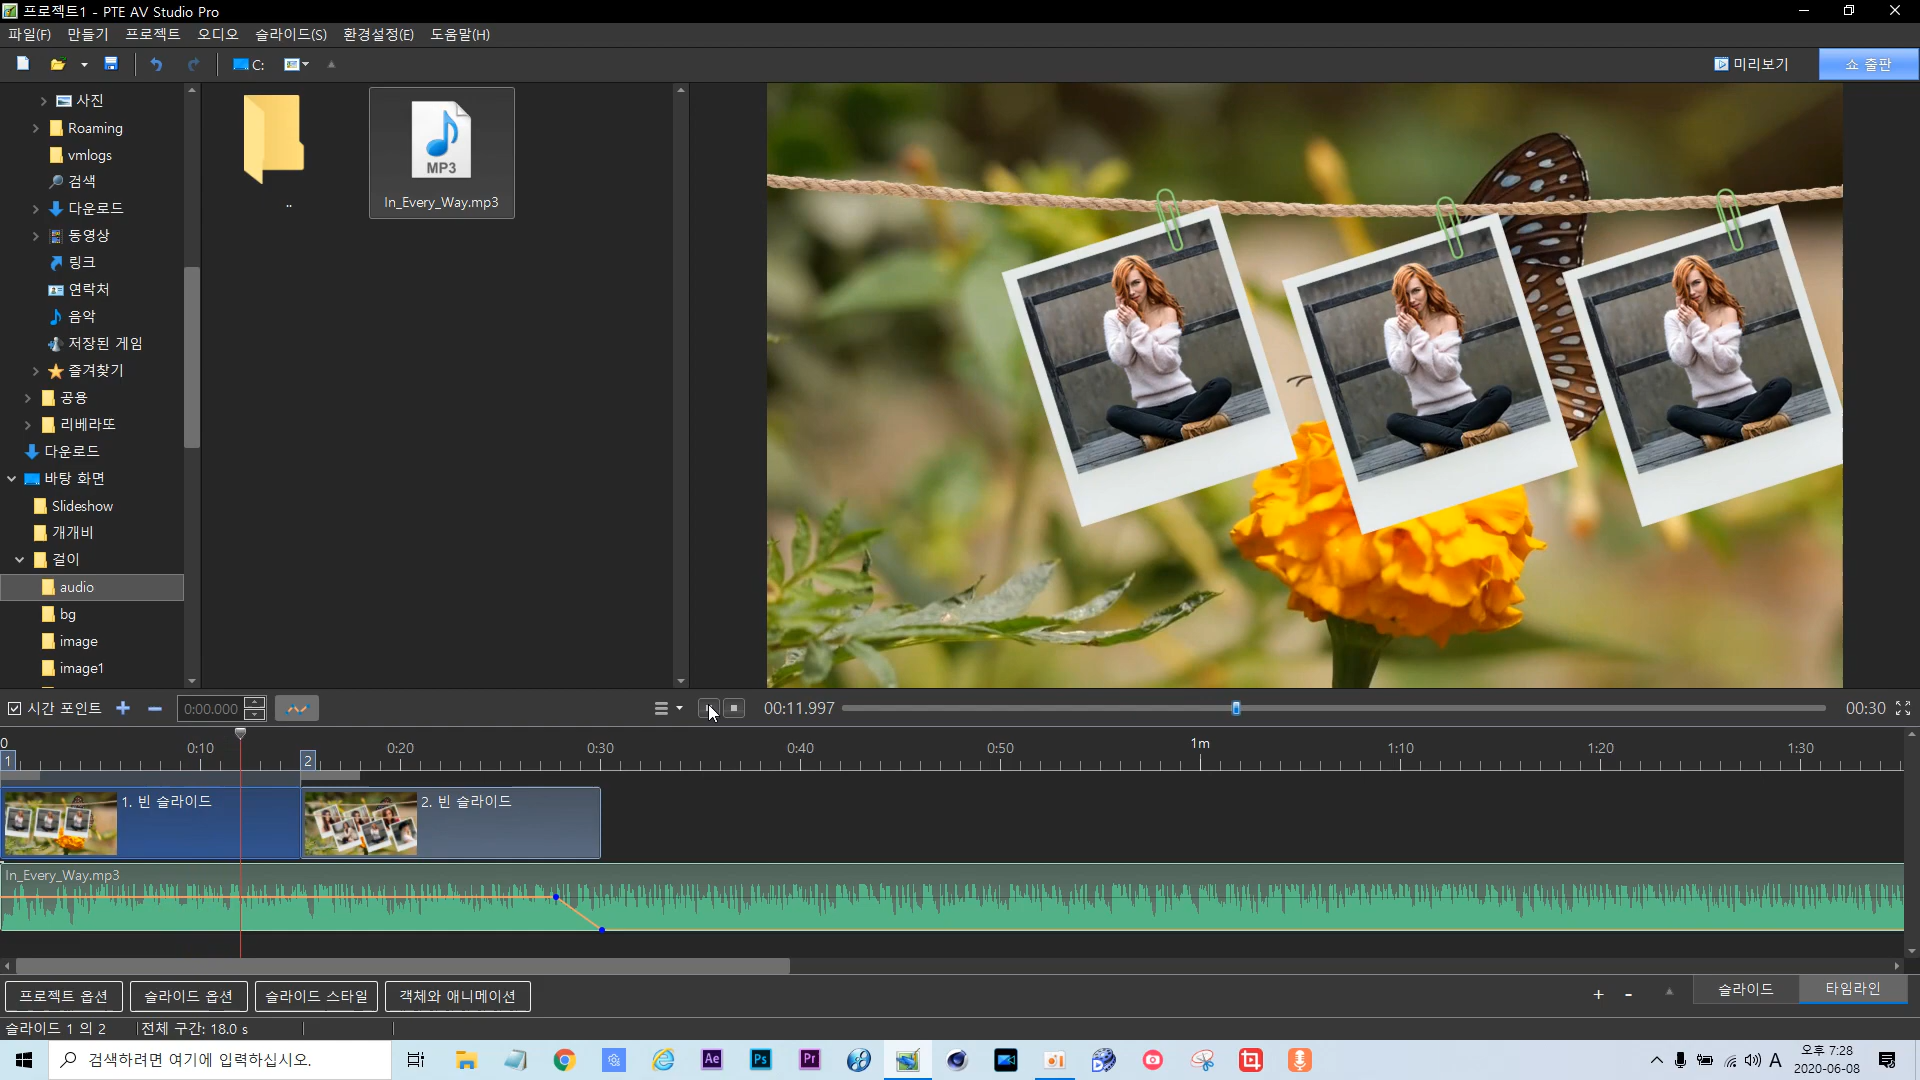 프로젝트1 - PTE AV Studio Pro
파일(F) 만들기 프로젝트 오디오 슬라이드(S) 환경설정(E) 도움말(H)
C: 미리보기 쇼 출판
사진
Roaming
vmlogs
검색
다운로드
동영상
링크
연락처
음악
저장된 게임
즐겨찾기
공용
리베라또
다운로드
바탕 화면
Slideshow
개개비
걸이
audio
bg
image
image1
..
MP3
In_Every_Way.mp3
시간 포인트 0:00.000 00:11.997 00:30
0 0:10 0:20 0:30 0:40 0:50 1m 1:10 1:20 1:30
1 2
1. 빈 슬라이드 2. 빈 슬라이드
In_Every_Way.mp3
프로젝트 옵션 슬라이드 옵션 슬라이드 스타일 객체와 애니메이션 + - 슬라이드 타임라인
슬라이드 1 의 2 전체 구간: 18.0 s
검색하려면 여기에 입력하십시오. Ae Ps Pr A 오후 7:28
2020-06-08